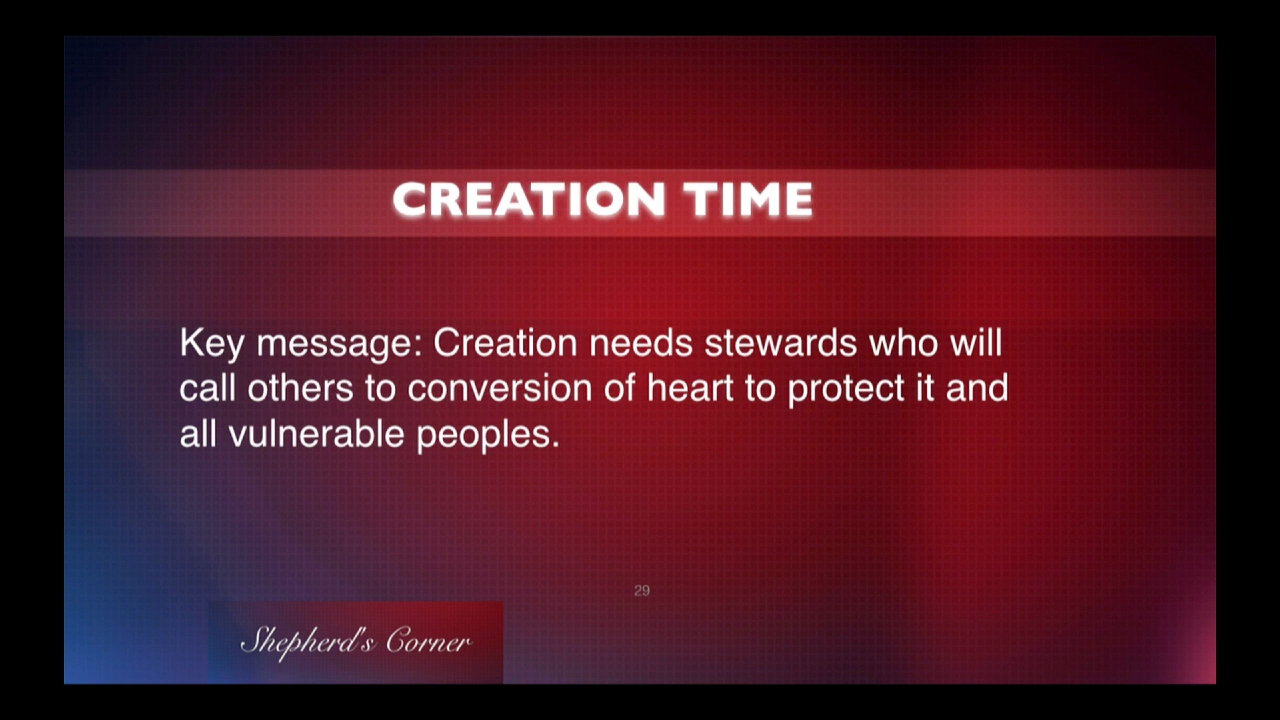 CREATION TIME
Key message: Creation needs stewards who will
call others to conversion of heart to protect it and
all vulnerable peoples.
29
Shepherd's Corner